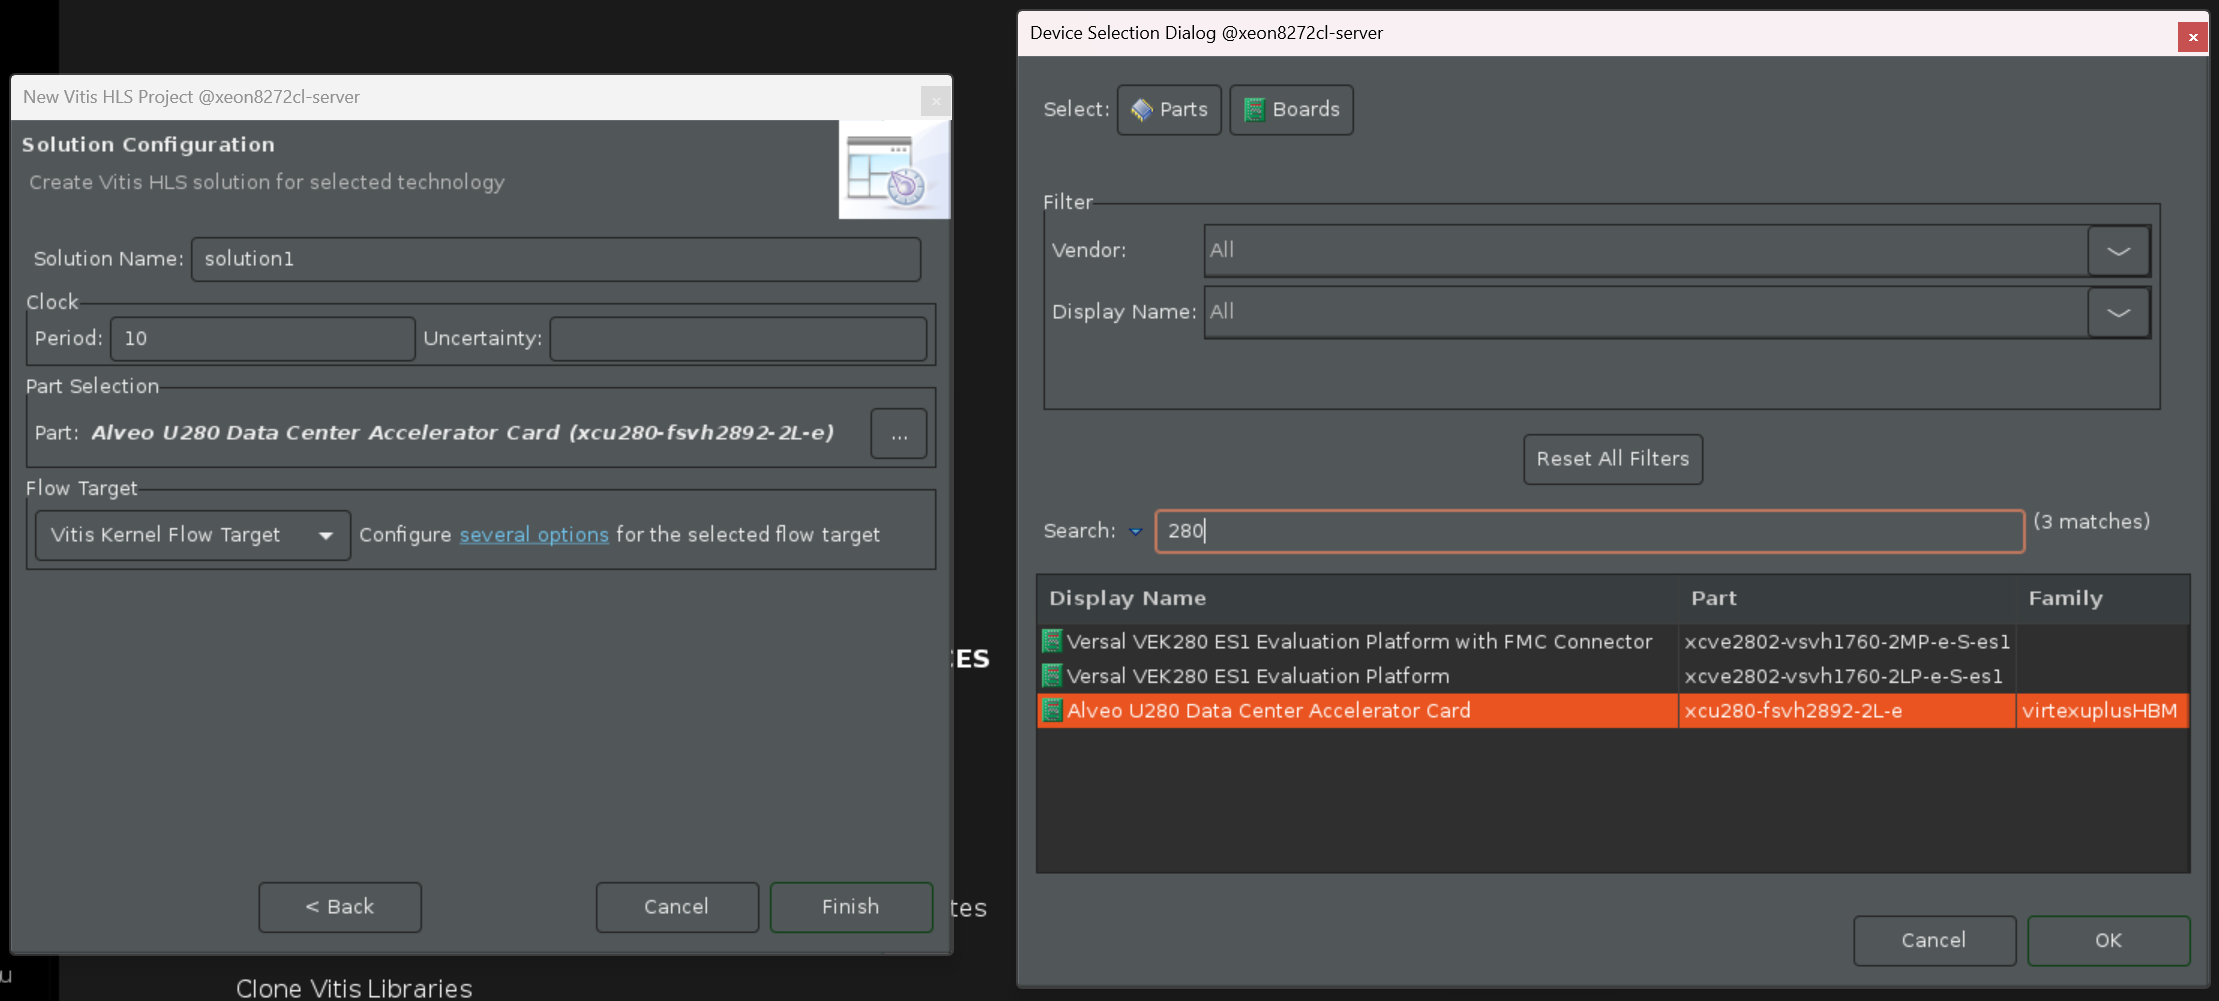 New Vitis HLS Project @xeon8272cl-server
Solution Configuration
Create Vitis HLS solution for selected technology
Solution Name: solution1
Clock
Period: 10 Uncertainty:
Part Selection
Part: Alveo U280 Data Center Accelerator Card (xcu280-fsvh2892-2L-e) ...
Flow Target
Vitis Kernel Flow Target Configure several options for the selected flow target
< Back Cancel Finish
Clone Vitis Libraries
Device Selection Dialog @xeon8272cl-server
Select: Parts Boards
Filter
Vendor: All
Display Name: All
Reset All Filters
Search: 280 (3 matches)
Display Name Part Family
Versal VEK280 ES1 Evaluation Platform with FMC Connector xcve2802-vsvh1760-2MP-e-S-es1
Versal VEK280 ES1 Evaluation Platform xcve2802-vsvh1760-2LP-e-S-es1
Alveo U280 Data Center Accelerator Card xcu280-fsvh2892-2L-e virtexuplusHBM
Cancel OK